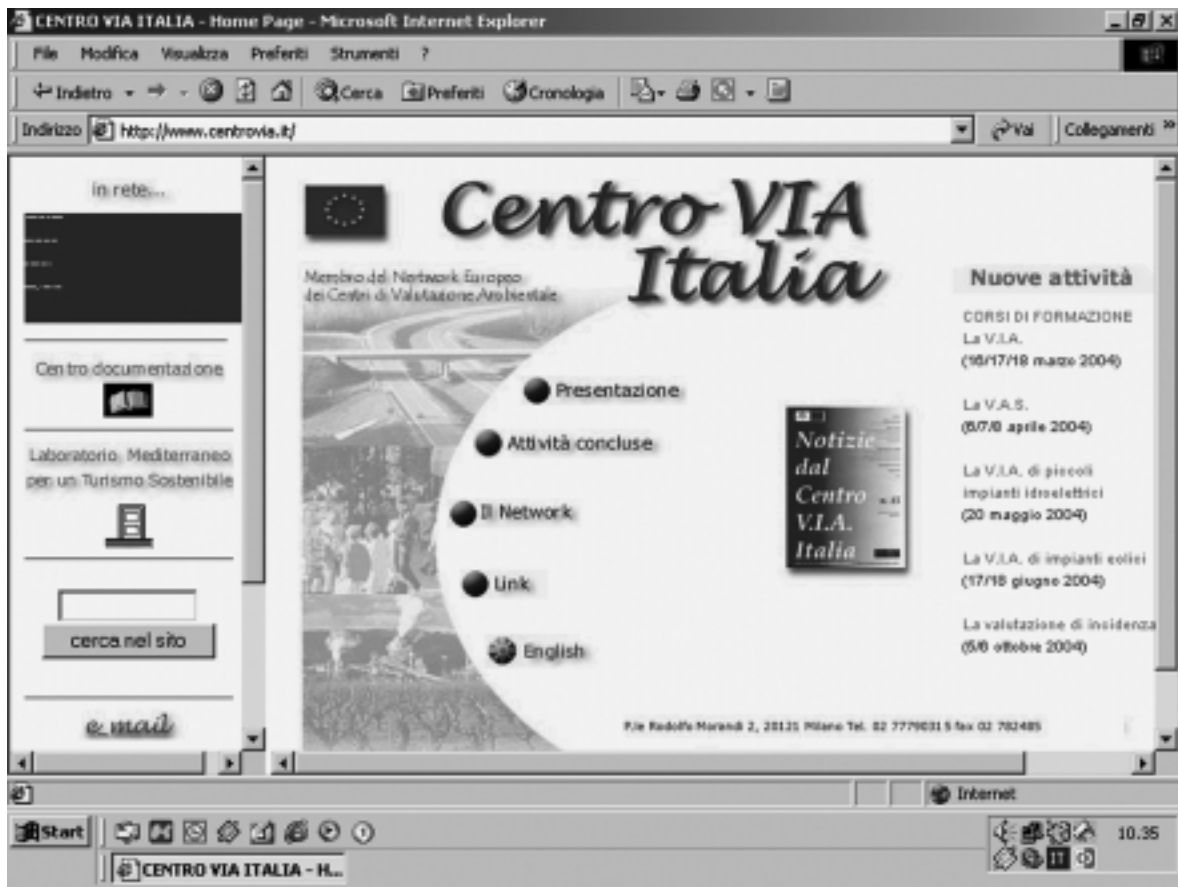 CENTRO VIA ITALIA - Home Page - Microsoft Internet Explorer
File Modifica Visualizza Preferiti Strumenti ?
Indietro Cerca Preferiti Cronologia
Indirizzo http://www.centrovia.it/ Vai Collegamenti »
in rete...
Centro documentazione
Laboratorio Mediterraneo
per un Turismo Sostenibile
cerca nel sito
e mail
Centro VIA
Italia
Membro del Network Europeo
dei Centri di Valutazione Ambientale
Presentazione
Attività concluse
Il Network
Link
English
Notizie
dal
Centro
V.I.A.
Italia
Nuove attività
CORSI DI FORMAZIONE
La V.I.A.
(16/17/18 marzo 2004)
La V.A.S.
(6/7/8 aprile 2004)
La V.I.A. di piccoli
impianti idroelettrici
(20 maggio 2004)
La V.I.A. di impianti eolici
(17/18 giugno 2004)
La valutazione di incidenza
(5/6 ottobre 2004)
P.le Rodolfo Morandi 2, 20121 Milano Tel. 02 77790315 fax 02 782485
Internet
Start 10.35
CENTRO VIA ITALIA - H...